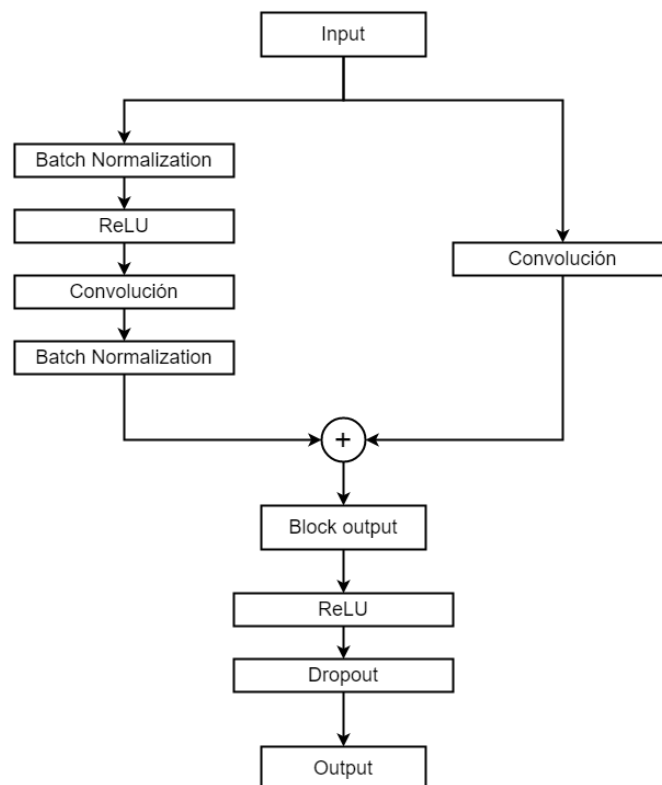 Input
Batch Normalization
ReLU
Convolución
Convolución
Batch Normalization
+
Block output
ReLU
Dropout
Output